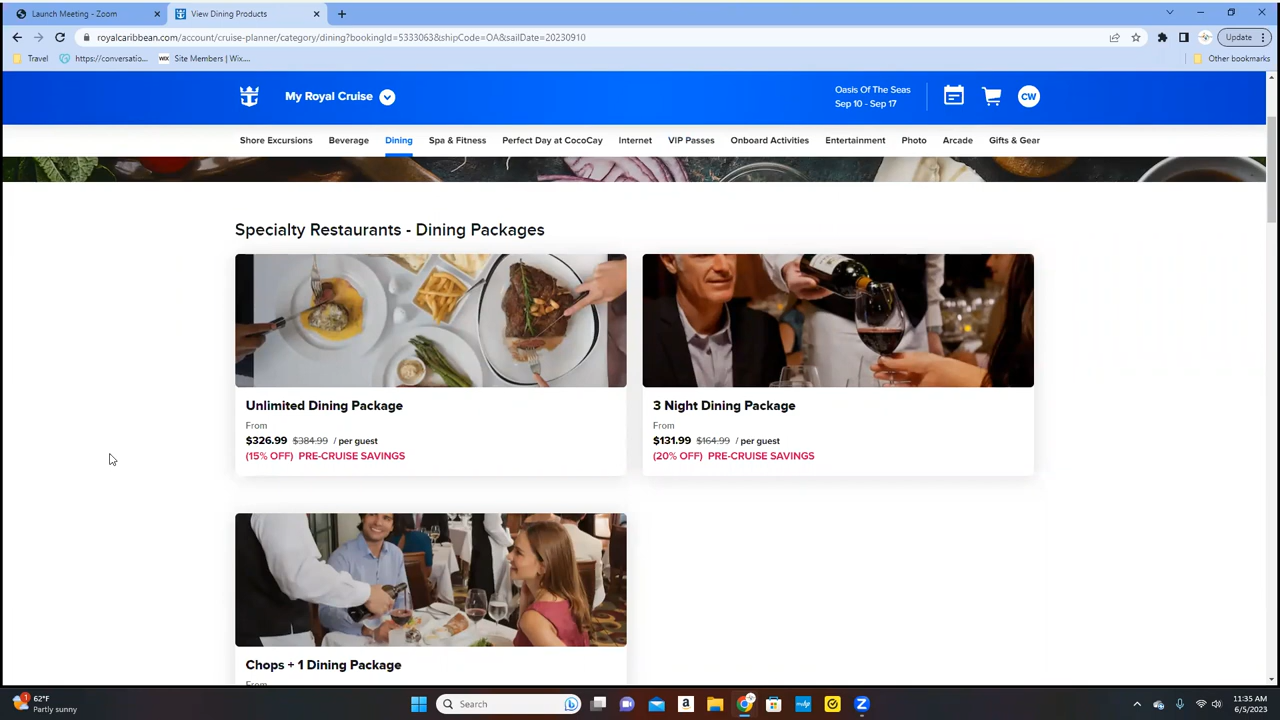 Launch Meeting - Zoom
View Dining Products
royalcaribbean.com/account/cruise-planner/category/dining?bookingId=5333063&shipCode=OA&sailDate=20230910
Update
Travel
https://conversatio...
Site Members | Wix....
Other bookmarks
My Royal Cruise
Oasis Of The Seas
Sep 10 - Sep 17
CW
Shore Excursions
Beverage
Dining
Spa & Fitness
Perfect Day at CocoCay
Internet
VIP Passes
Onboard Activities
Entertainment
Photo
Arcade
Gifts & Gear
Specialty Restaurants - Dining Packages
Unlimited Dining Package
From
$326.99 $384.99 / per guest
(15% OFF) PRE-CRUISE SAVINGS
3 Night Dining Package
From
$131.99 $164.99 / per guest
(20% OFF) PRE-CRUISE SAVINGS
Chops + 1 Dining Package
From
1
62°F
Partly sunny
Search
11:35 AM
6/5/2023